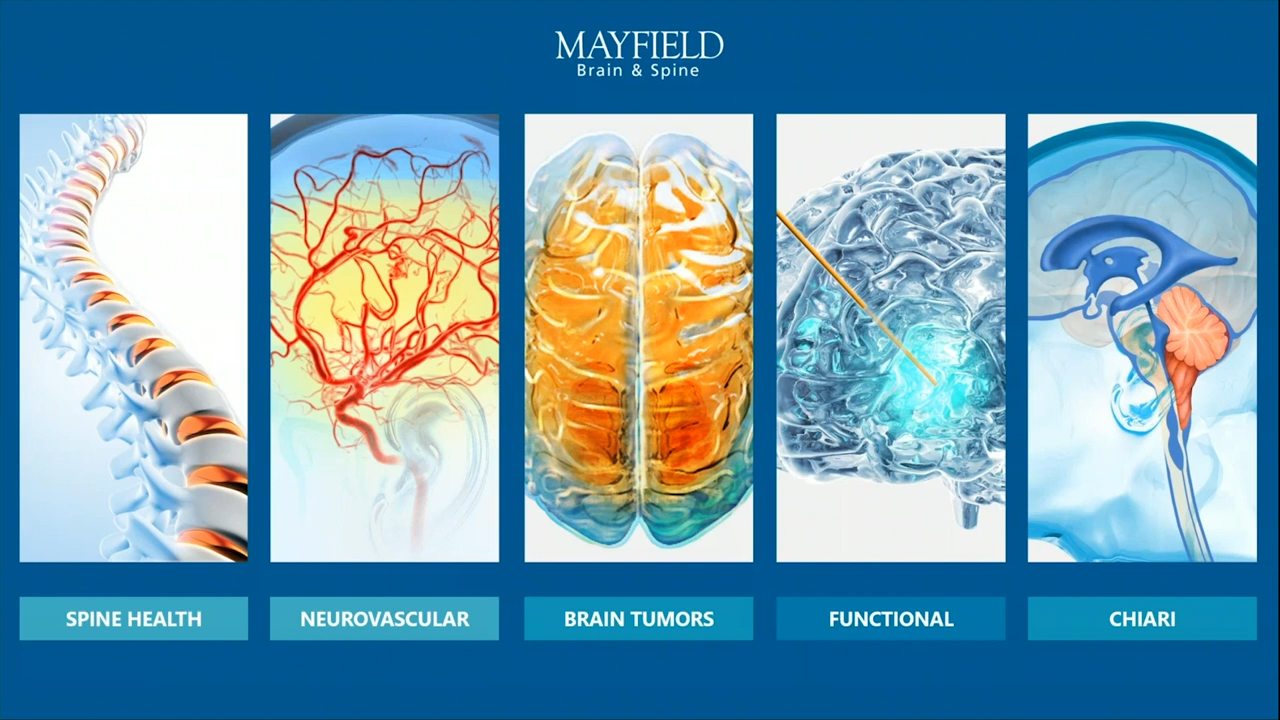 MAYFIELD
Brain & Spine
SPINE HEALTH
NEUROVASCULAR
BRAIN TUMORS
FUNCTIONAL
CHIARI